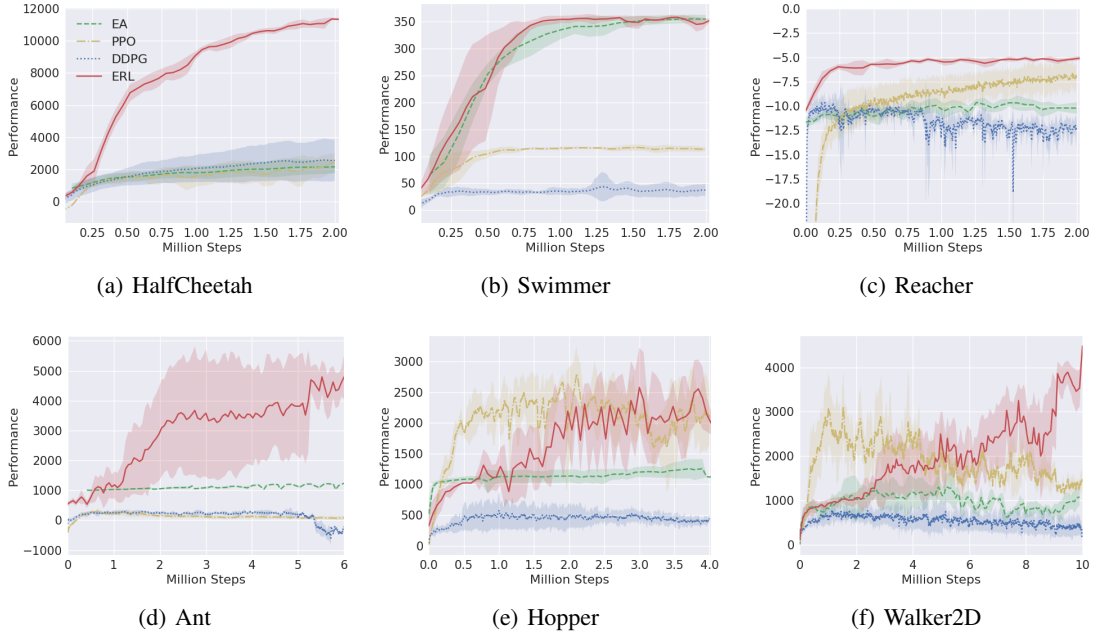 12000
10000
8000
6000
4000
2000
0
Performance
EA
PPO
DDPG
ERL
0.25 0.50 0.75 1.00 1.25 1.50 1.75 2.00
Million Steps
(a) HalfCheetah
350
300
250
200
150
100
50
0
Performance
0.25 0.50 0.75 1.00 1.25 1.50 1.75 2.00
Million Steps
(b) Swimmer
0.0
−2.5
−5.0
−7.5
−10.0
−12.5
−15.0
−17.5
−20.0
Performance
0.00 0.25 0.50 0.75 1.00 1.25 1.50 1.75 2.00
Million Steps
(c) Reacher
6000
5000
4000
3000
2000
1000
0
−1000
Performance
0 1 2 3 4 5 6
Million Steps
(d) Ant
3000
2500
2000
1500
1000
500
0
Performance
0.0 0.5 1.0 1.5 2.0 2.5 3.0 3.5 4.0
Million Steps
(e) Hopper
4000
3000
2000
1000
0
Performance
0 2 4 6 8 10
Million Steps
(f) Walker2D